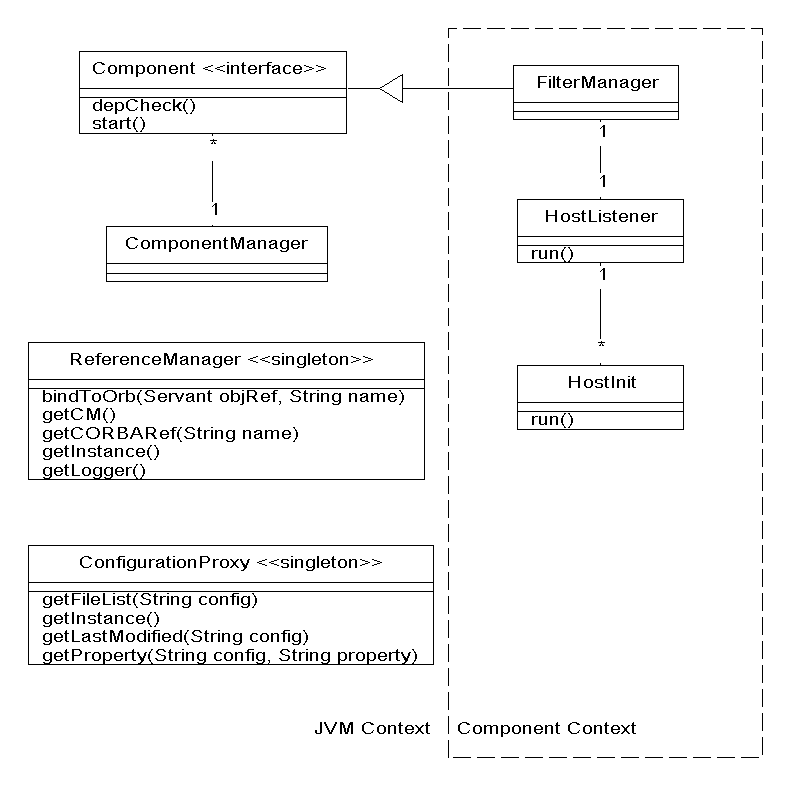 Component <<interface>>
depCheck()
start()
*
1
ComponentManager
FilterManager
1
1
HostListener
run()
1
*
HostInit
run()
ReferenceManager <<singleton>>
bindToOrb(Servant objRef, String name)
getCM()
getCORBARef(String name)
getInstance()
getLogger()
ConfigurationProxy <<singleton>>
getFileList(String config)
getInstance()
getLastModified(String config)
getProperty(String config, String property)
JVM Context
Component Context